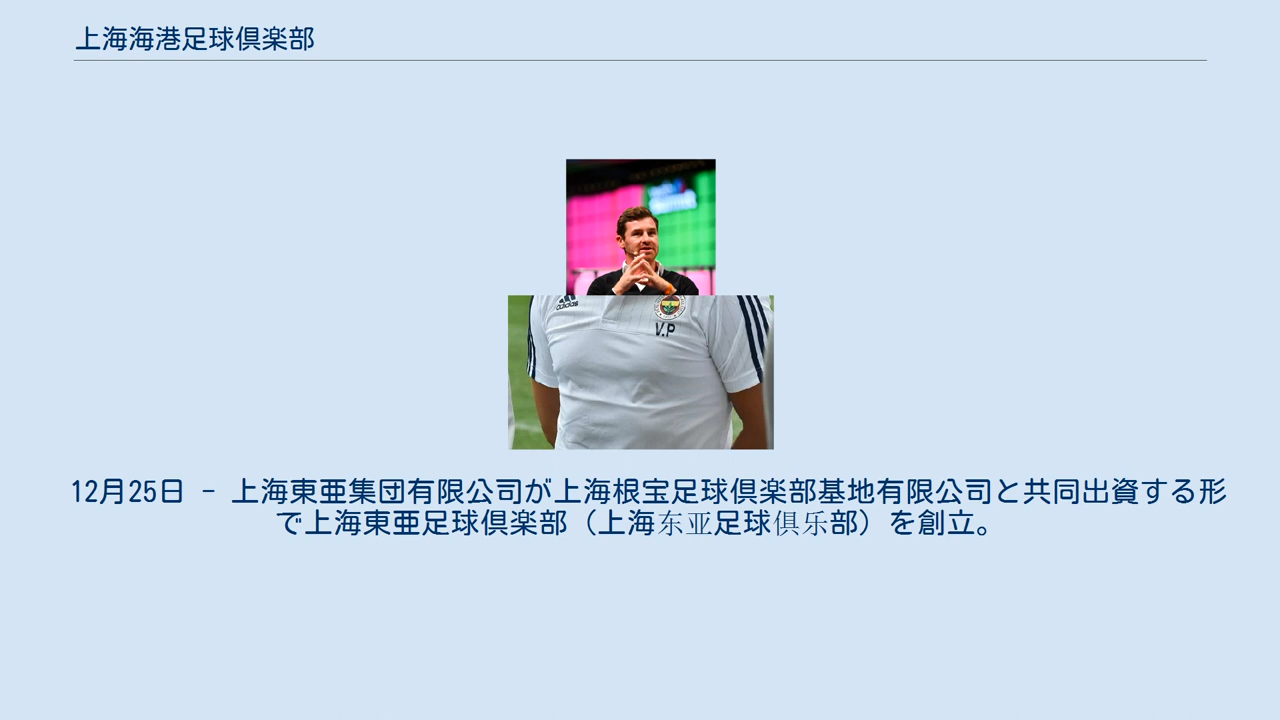 上海海港足球倶楽部
adidas
V.P
12月25日 - 上海東亜集団有限公司が上海根宝足球倶楽部基地有限公司と共同出資する形
で上海東亜足球倶楽部（上海东亚足球俱乐部）を創立。